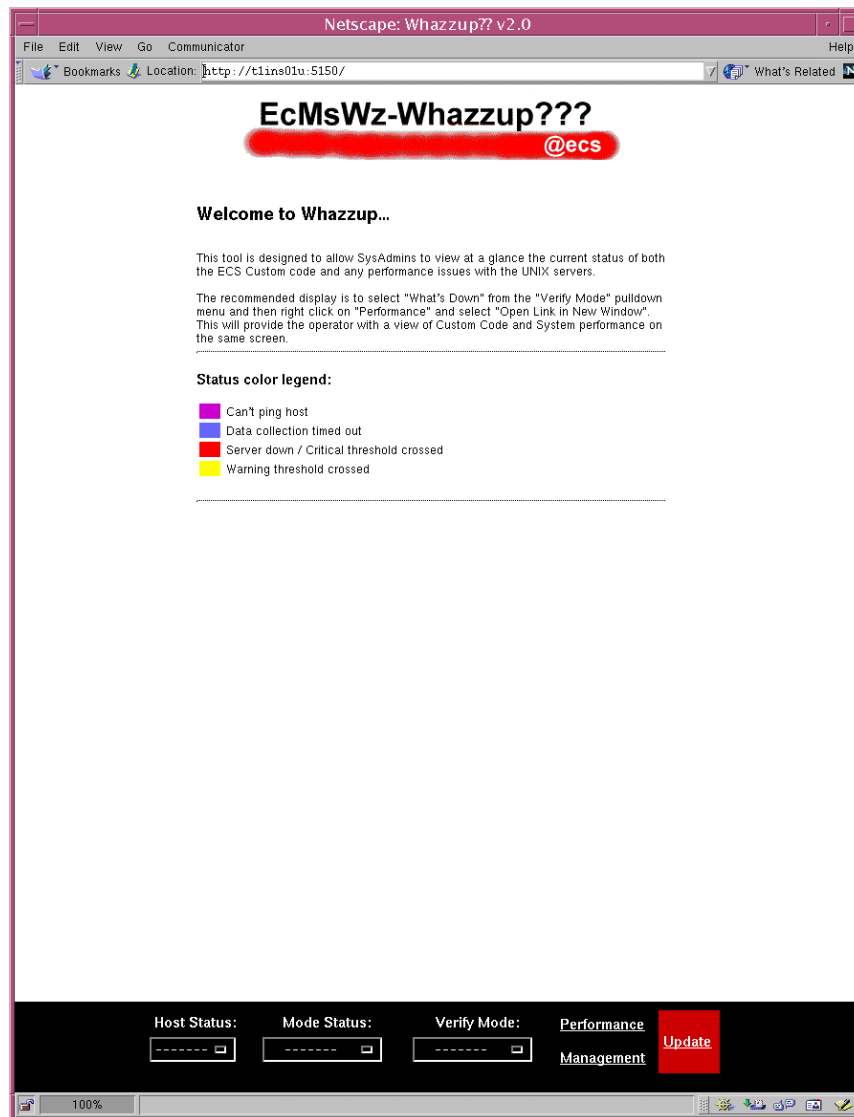 Netscape: Whazzup?? v2.0
File Edit View Go Communicator Help
Bookmarks Location: http://t1ins01u:5150/ What's Related N
EcMsWz-Whazzup???
@ecs
Welcome to Whazzup...
This tool is designed to allow SysAdmins to view at a glance the current status of both
the ECS Custom code and any performance issues with the UNIX servers.
The recommended display is to select "What's Down" from the "Verify Mode" pulldown
menu and then right click on "Performance" and select "Open Link in New Window".
This will provide the operator with a view of Custom Code and System performance on
the same screen.
Status color legend:
Can't ping host
Data collection timed out
Server down / Critical threshold crossed
Warning threshold crossed
Host Status: Mode Status: Verify Mode: Performance
------- ------- ------- Update
Management
100%